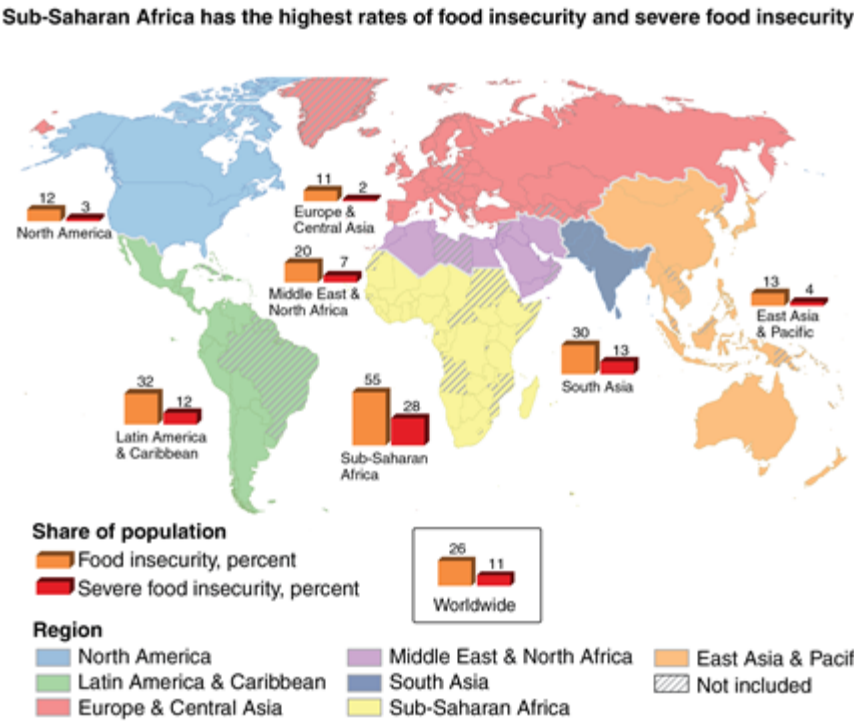 Sub-Saharan Africa has the highest rates of food insecurity and severe food insecurity
12 3
North America
11 2
Europe &
Central Asia
20 7
Middle East &
North Africa
13 4
East Asia
& Pacific
30 13
South Asia
32 12
Latin America
& Caribbean
55 28
Sub-Saharan
Africa
Share of population
Food insecurity, percent
Severe food insecurity, percent
26 11
Worldwide
Region
North America
Latin America & Caribbean
Europe & Central Asia
Middle East & North Africa
South Asia
Sub-Saharan Africa
East Asia & Pacif
Not included